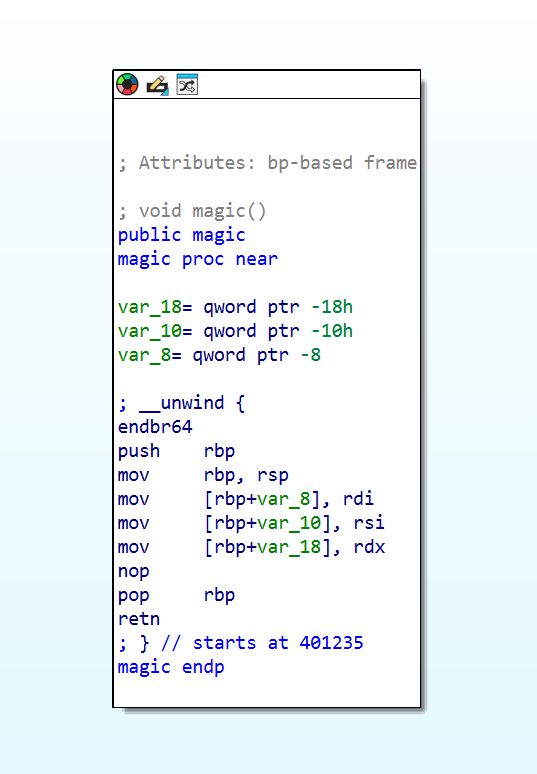 ; Attributes: bp-based frame
; void magic()
public magic
magic proc near
var_18= qword ptr -18h
var_10= qword ptr -10h
var_8= qword ptr -8
; __unwind {
endbr64
push    rbp
mov     rbp, rsp
mov     [rbp+var_8], rdi
mov     [rbp+var_10], rsi
mov     [rbp+var_18], rdx
nop
pop     rbp
retn
; } // starts at 401235
magic endp